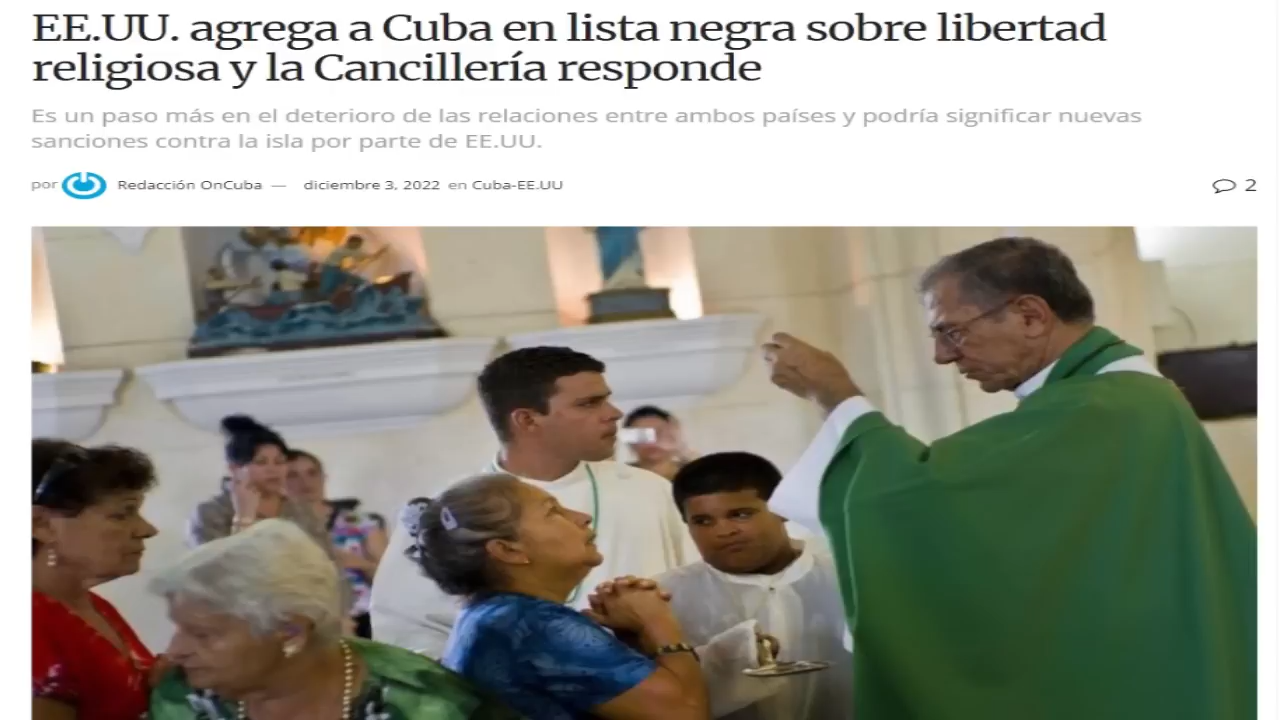 EE.UU. agrega a Cuba en lista negra sobre libertad
religiosa y la Cancillería responde
Es un paso más en el deterioro de las relaciones entre ambos países y podría significar nuevas
sanciones contra la isla por parte de EE.UU.
por Redacción OnCuba — diciembre 3, 2022 en Cuba-EE.UU 2